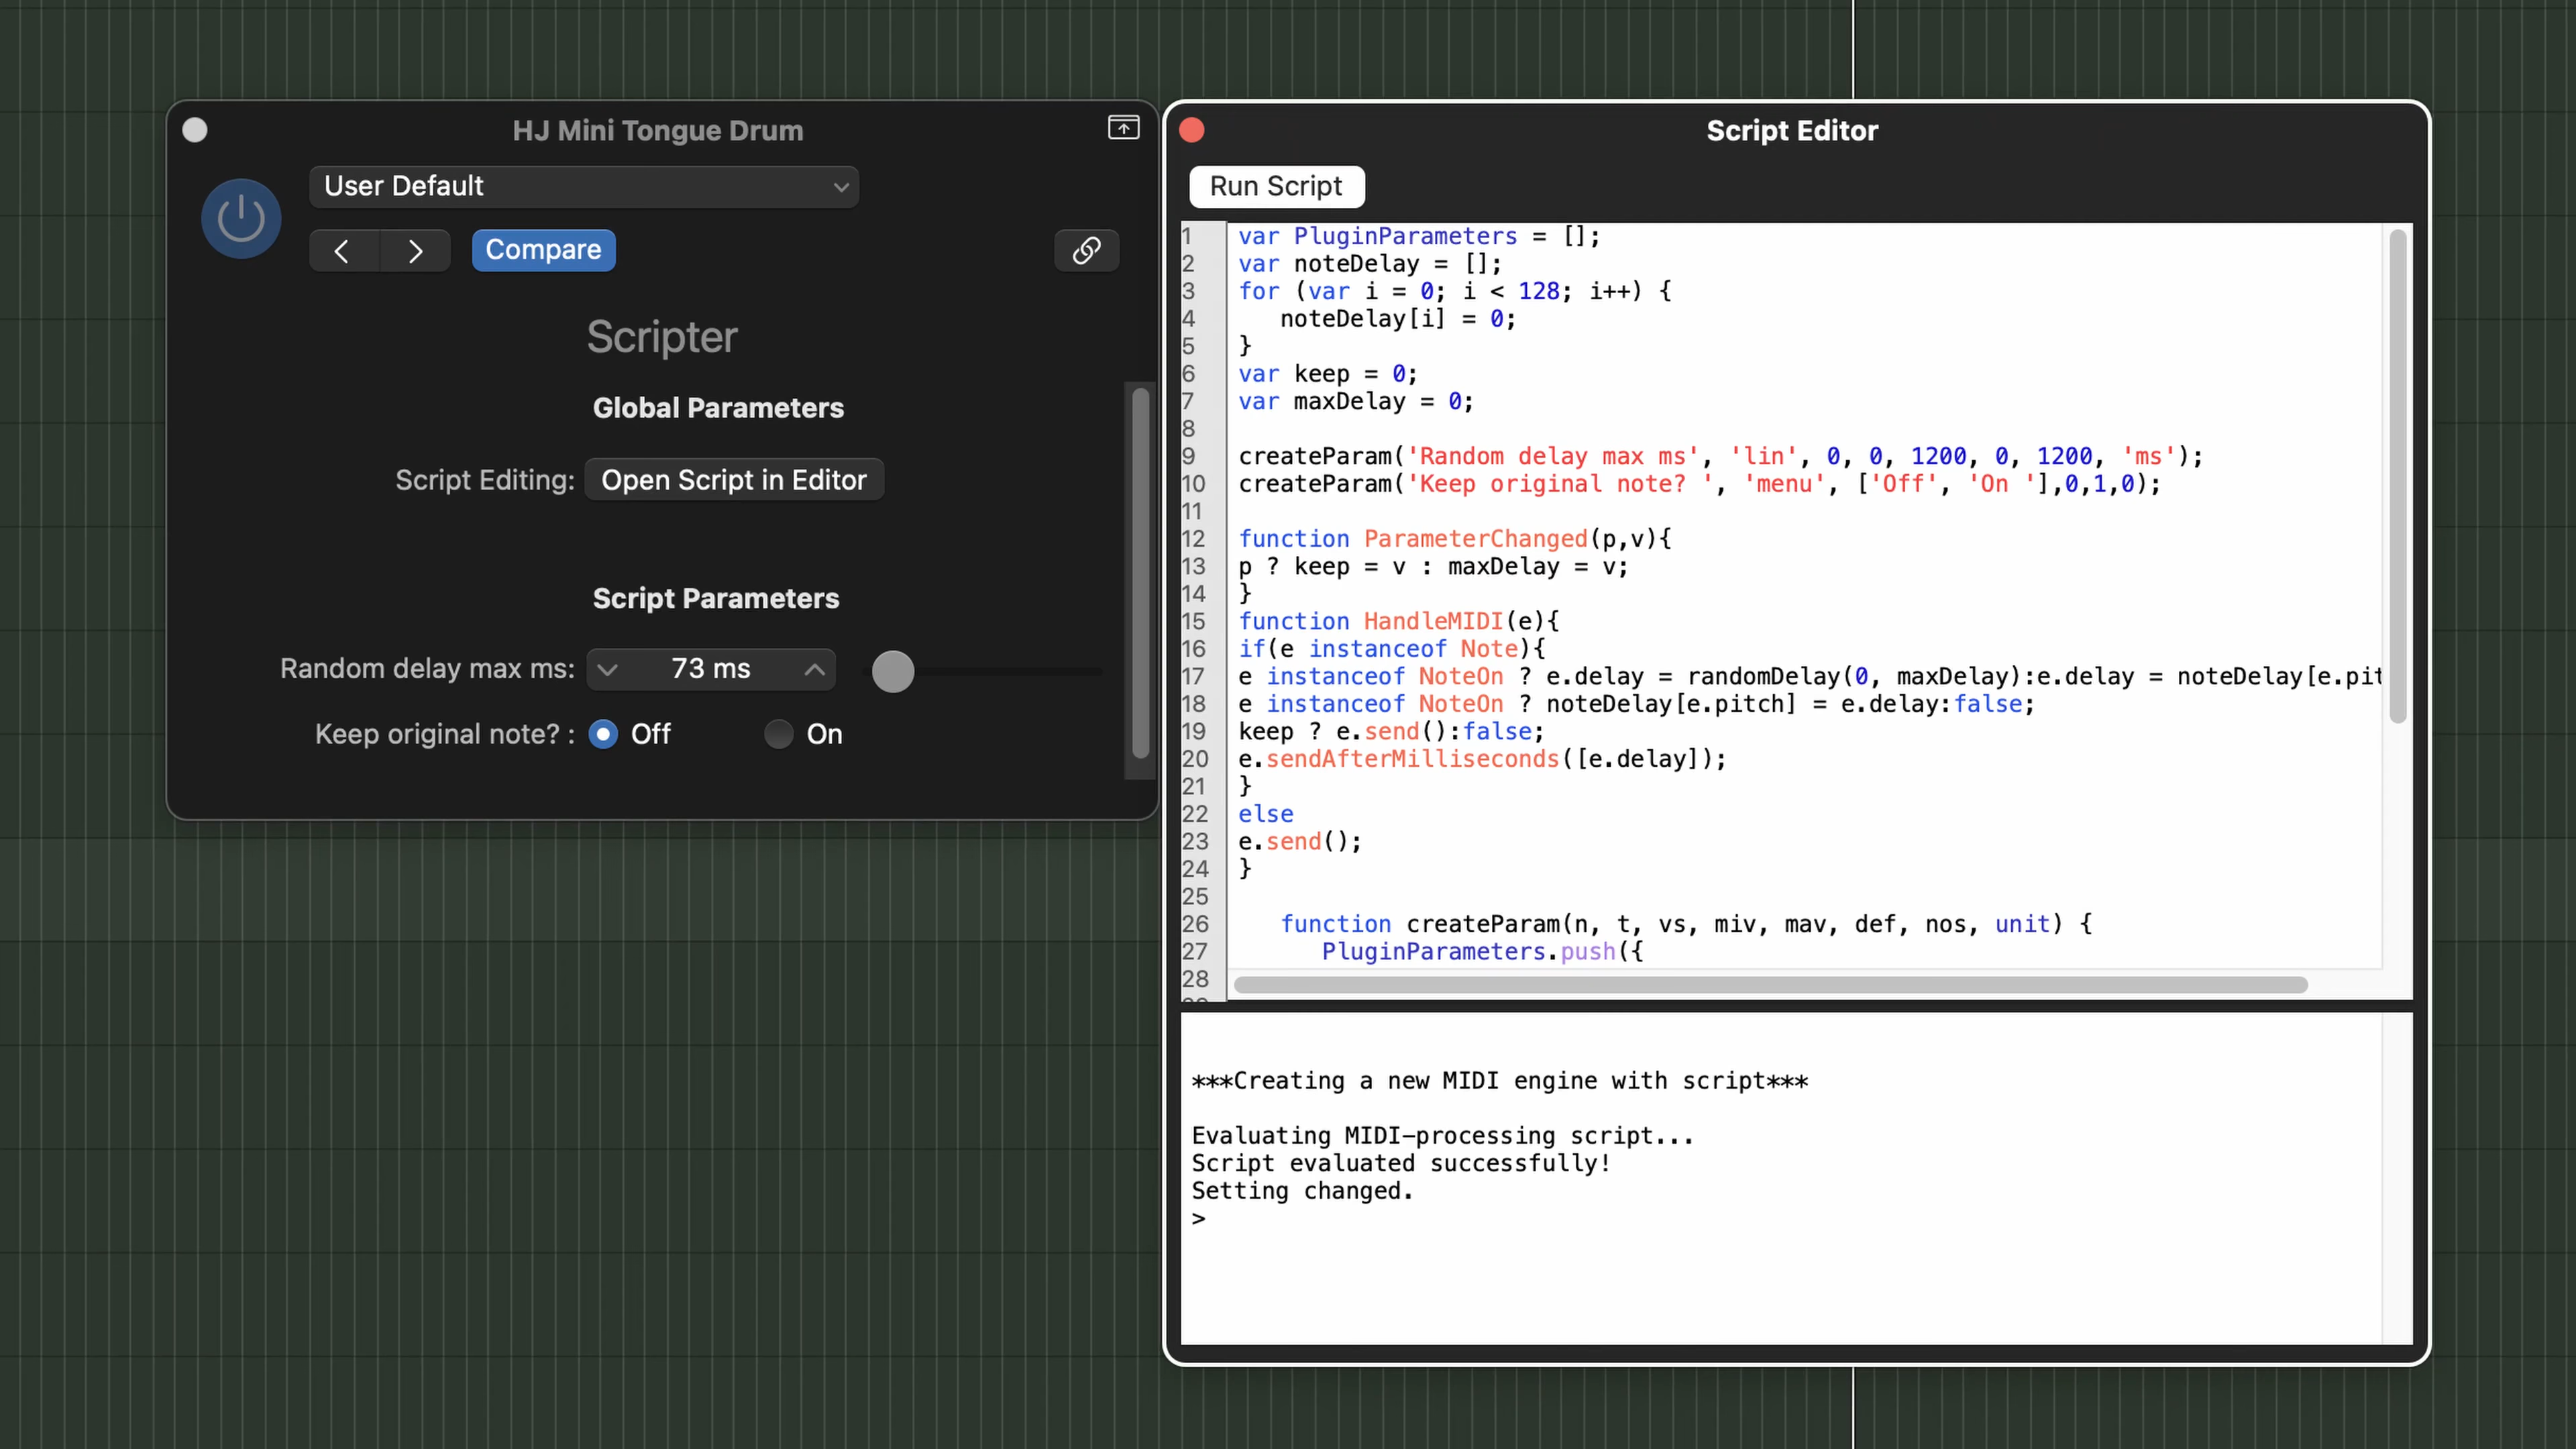 HJ Mini Tongue Drum
User Default
Compare
Scripter
Global Parameters
Script Editing: Open Script in Editor
Script Parameters
Random delay max ms: 73 ms
Keep original note? : Off On
Script Editor
Run Script
1 var PluginParameters = [];
2 var noteDelay = [];
3 for (var i = 0; i < 128; i++) {
4 noteDelay[i] = 0;
5 }
6 var keep = 0;
7 var maxDelay = 0;
8
9 createParam('Random delay max ms', 'lin', 0, 0, 1200, 0, 1200, 'ms');
10 createParam('Keep original note? ', 'menu', ['Off', 'On '],0,1,0);
11
12 function ParameterChanged(p,v){
13 p ? keep = v : maxDelay = v;
14 }
15 function HandleMIDI(e){
16 if(e instanceof Note){
17 e instanceof NoteOn ? e.delay = randomDelay(0, maxDelay):e.delay = noteDelay[e.pit
18 e instanceof NoteOn ? noteDelay[e.pitch] = e.delay:false;
19 keep ? e.send():false;
20 e.sendAfterMilliseconds([e.delay]);
21 }
22 else
23 e.send();
24 }
25
26 function createParam(n, t, vs, miv, mav, def, nos, unit) {
27 PluginParameters.push({
28
***Creating a new MIDI engine with script***
Evaluating MIDI-processing script...
Script evaluated successfully!
Setting changed.
>